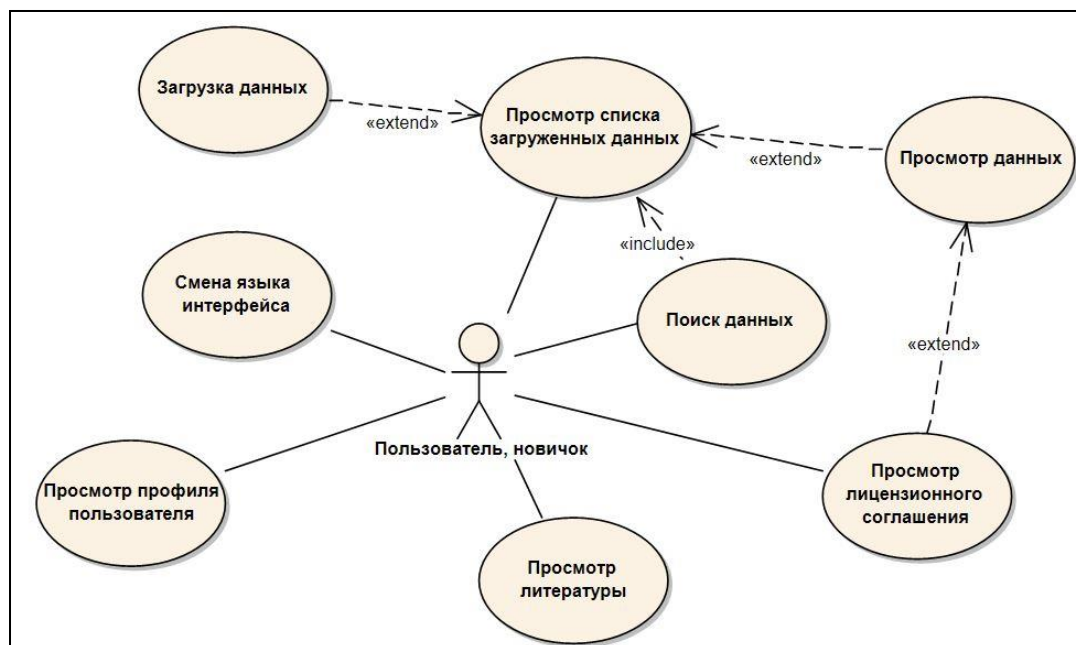 Загрузка данных
«extend»
Просмотр списка
загруженных данных
«extend»
Просмотр данных
«include»
Смена языка
интерфейса
Поиск данных
«extend»
Пользователь, новичок
Просмотр профиля
пользователя
Просмотр
лицензионного
соглашения
Просмотр
литературы